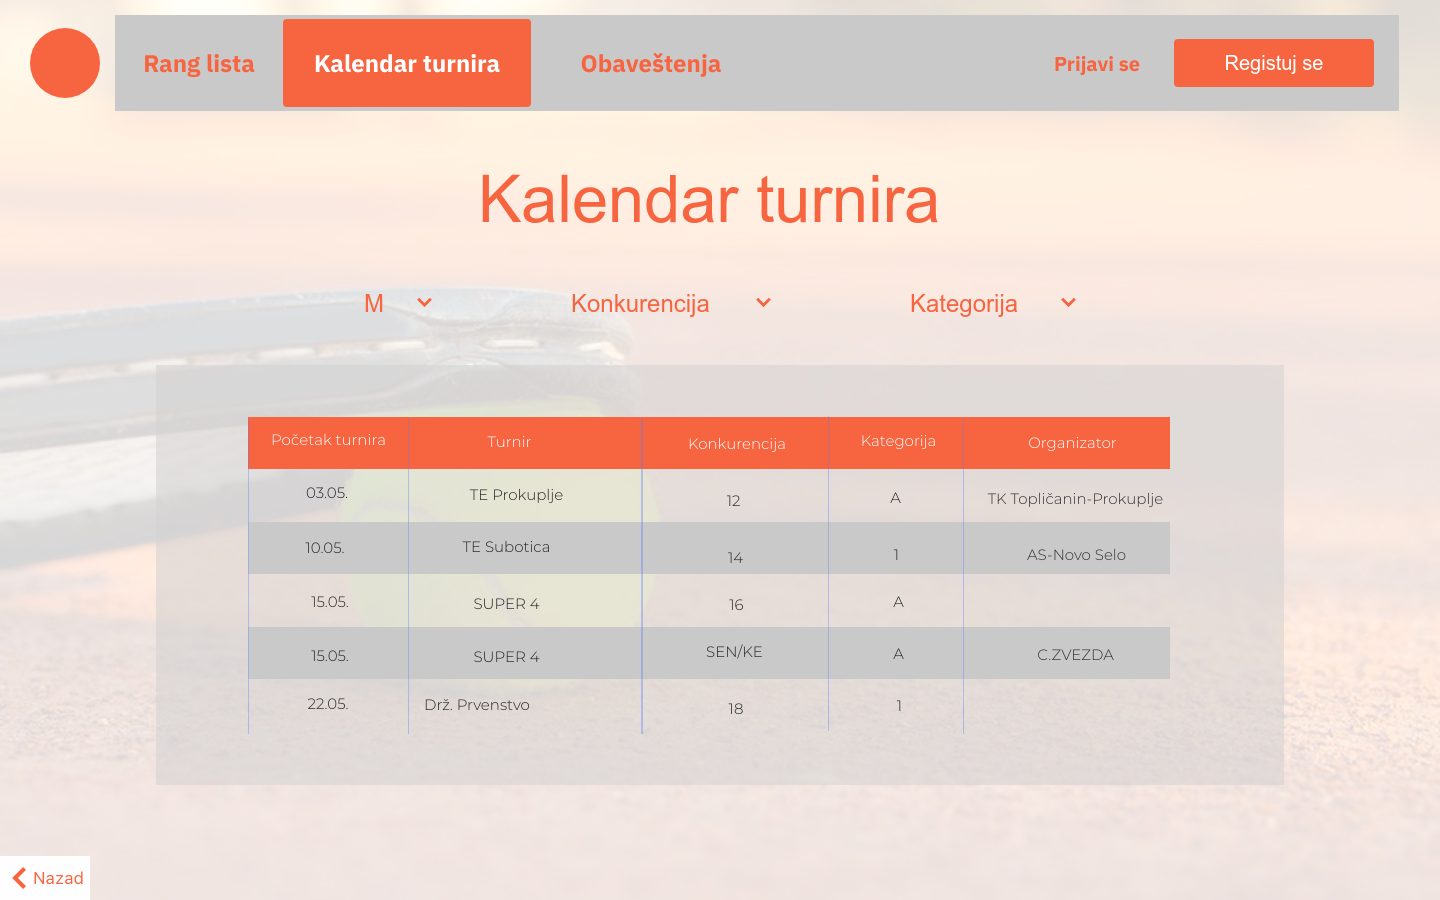 Rang lista Kalendar turnira Obaveštenja Prijavi se Registuj se
Kalendar turnira
M Konkurencija Kategorija
Početak turnira Turnir Konkurencija Kategorija Organizator
03.05. TE Prokuplje 12 A TK Topličanin-Prokuplje
10.05. TE Subotica 14 1 AS-Novo Selo
15.05. SUPER 4 16 A
15.05. SUPER 4 SEN/KE A C.ZVEZDA
22.05. Drž. Prvenstvo 18 1
Nazad